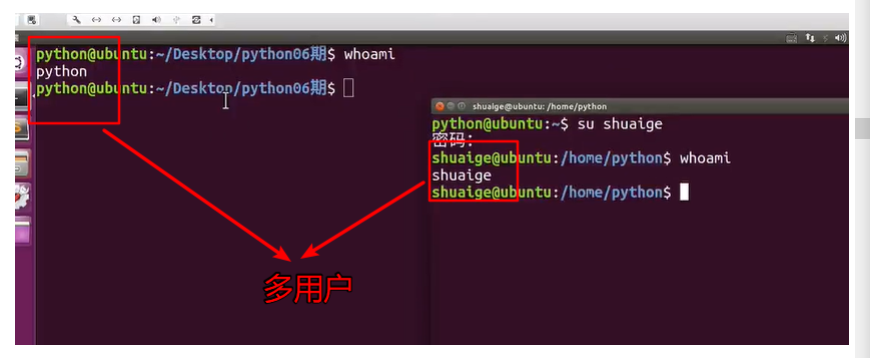 python@ubuntu:~/Desktop/python06期$ whoami
python
python@ubuntu:~/Desktop/python06期$
shuaige@ubuntu: /home/python
python@ubuntu:~$ su shuaige
密码:
shuaige@ubuntu:/home/python$ whoami
shuaige
shuaige@ubuntu:/home/python$
多用户